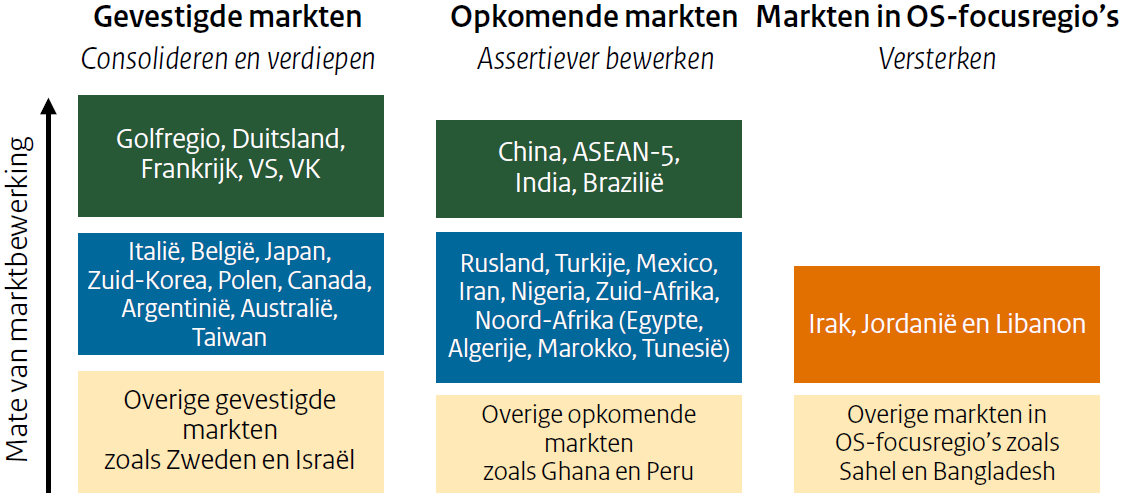 Gevestigde markten
Consolideren en verdiepen
Golfregio, Duitsland,
Frankrijk, VS, VK
Italië, België, Japan,
Zuid-Korea, Polen, Canada,
Argentinië, Australië,
Taiwan
Overige gevestigde
markten
zoals Zweden en Israël
Opkomende markten
Assertiever bewerken
China, ASEAN-5,
India, Brazilië
Rusland, Turkije, Mexico,
Iran, Nigeria, Zuid-Afrika,
Noord-Afrika (Egypte,
Algerije, Marokko, Tunesië)
Overige opkomende
markten
zoals Ghana en Peru
Markten in OS-focusregio’s
Versterken
Irak, Jordanië en Libanon
Overige markten in
OS-focusregio’s zoals
Sahel en Bangladesh
Mate van marktbewerking